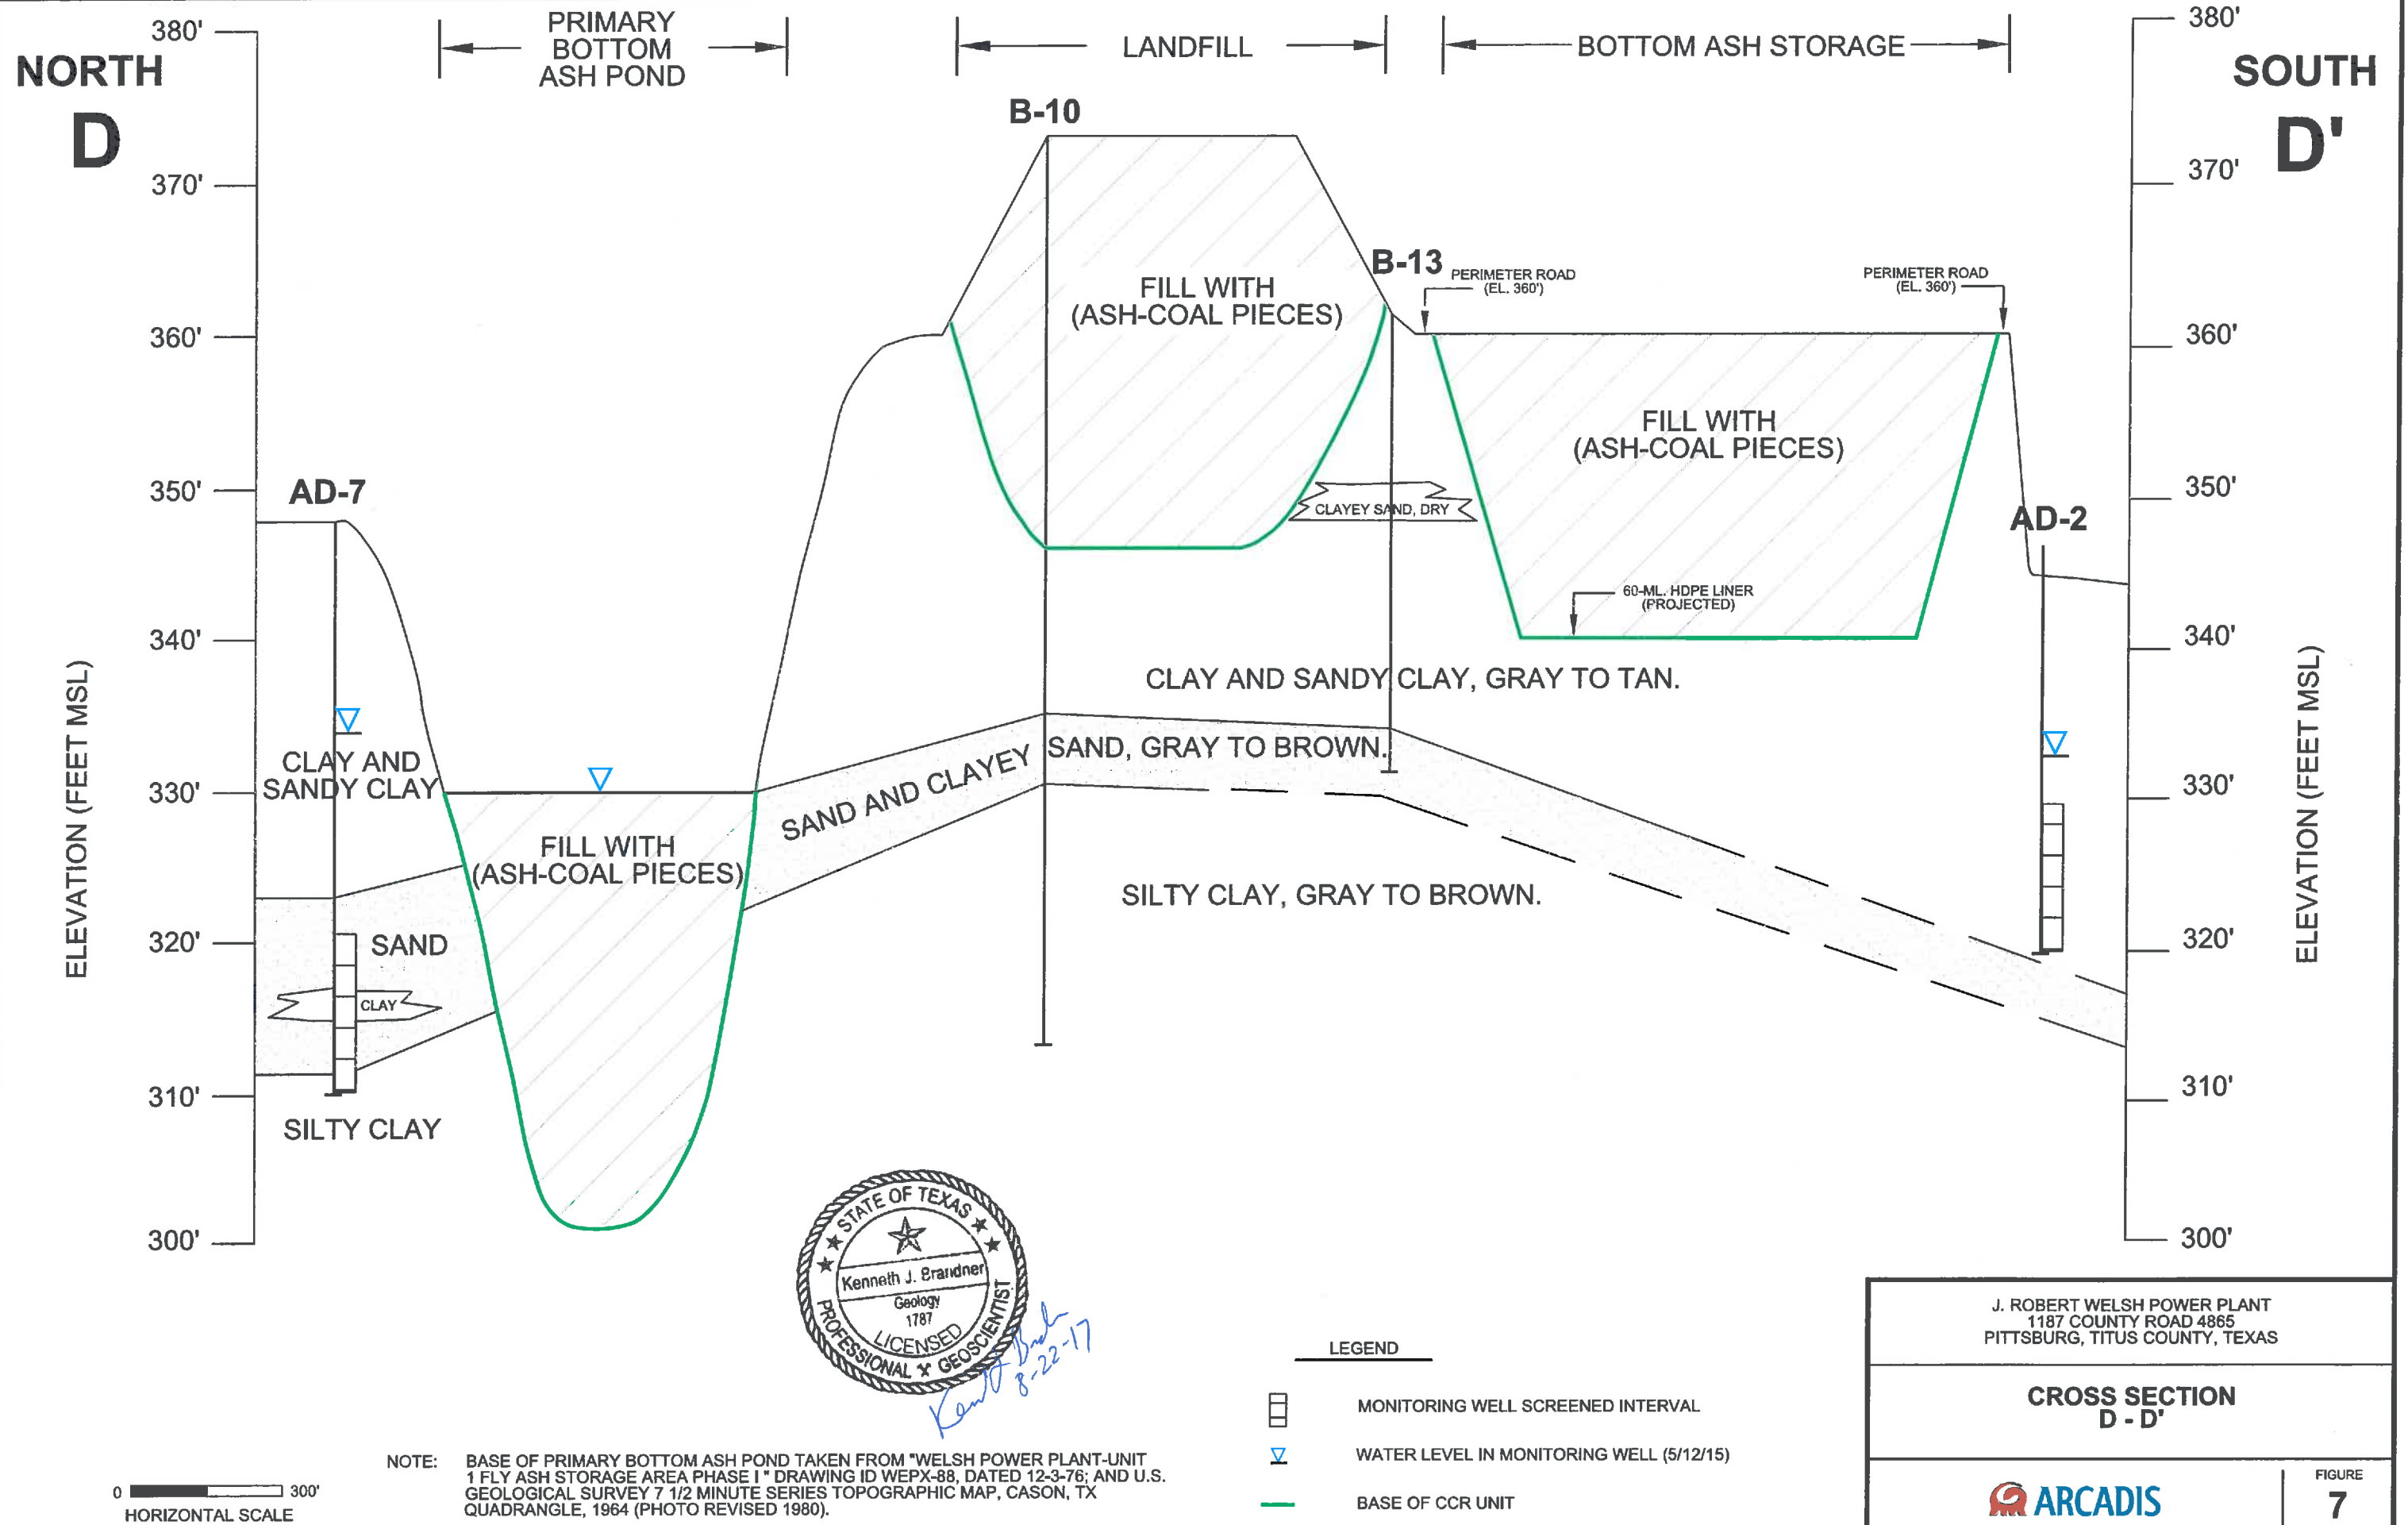 NORTH
D
SOUTH
D'
PRIMARY
BOTTOM
ASH POND
LANDFILL
BOTTOM ASH STORAGE
380'
370'
360'
350'
340'
330'
320'
310'
300'
ELEVATION (FEET MSL)
380'
370'
360'
350'
340'
330'
320'
310'
300'
ELEVATION (FEET MSL)
B-10
B-13
AD-7
AD-2
PERIMETER ROAD
(EL. 360')
PERIMETER ROAD
(EL. 360')
FILL WITH
(ASH-COAL PIECES)
FILL WITH
(ASH-COAL PIECES)
CLAYEY SAND, DRY
60-ML. HDPE LINER
(PROJECTED)
CLAY AND SANDY CLAY, GRAY TO TAN.
CLAY AND
SANDY CLAY
SAND AND CLAYEY SAND, GRAY TO BROWN.
FILL WITH
(ASH-COAL PIECES)
SILTY CLAY, GRAY TO BROWN.
SAND
CLAY
SILTY CLAY
STATE OF TEXAS
Kenneth J. Brandner
Geology
1787
LICENSED
PROFESSIONAL GEOSCIENTIST
8-22-17
LEGEND
MONITORING WELL SCREENED INTERVAL
WATER LEVEL IN MONITORING WELL (5/12/15)
BASE OF CCR UNIT
NOTE: BASE OF PRIMARY BOTTOM ASH POND TAKEN FROM "WELSH POWER PLANT-UNIT
1 FLY ASH STORAGE AREA PHASE I " DRAWING ID WEPX-88, DATED 12-3-76; AND U.S.
GEOLOGICAL SURVEY 7 1/2 MINUTE SERIES TOPOGRAPHIC MAP, CASON, TX
QUADRANGLE, 1964 (PHOTO REVISED 1980).
0 300'
HORIZONTAL SCALE
J. ROBERT WELSH POWER PLANT
1187 COUNTY ROAD 4865
PITTSBURG, TITUS COUNTY, TEXAS
CROSS SECTION
D - D'
ARCADIS
FIGURE
7